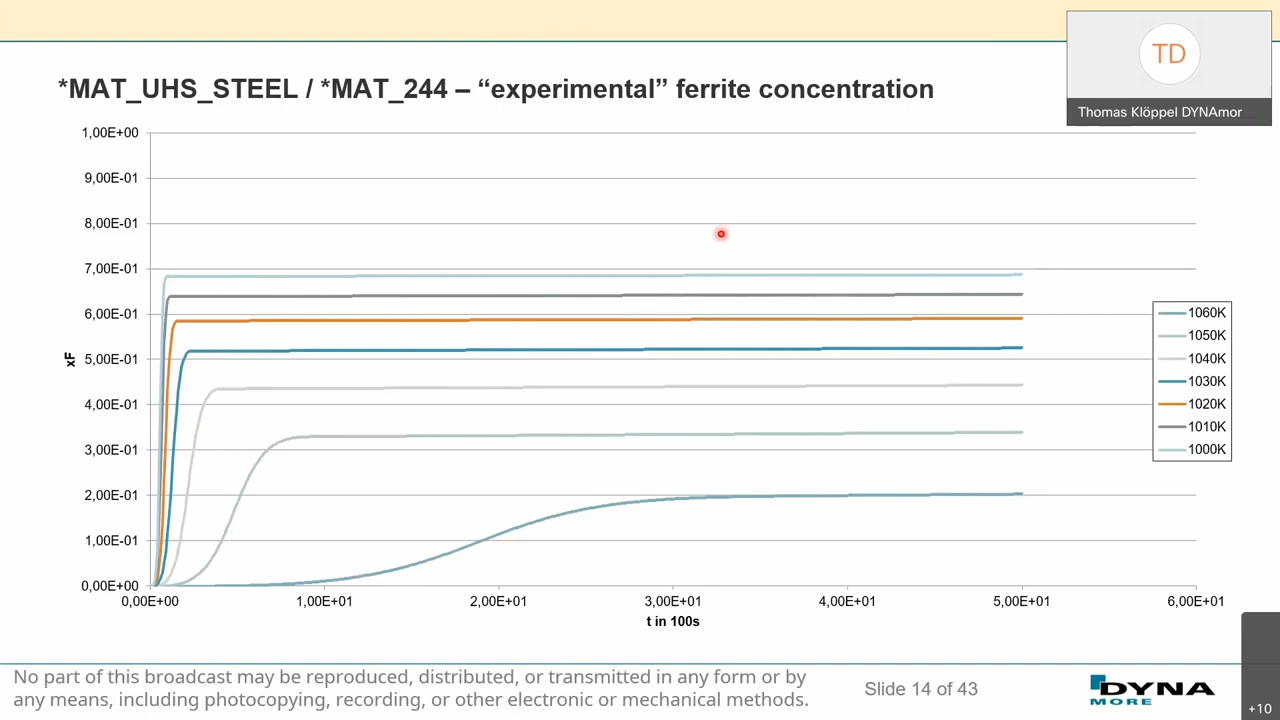 TD
Thomas Klöppel DYNAmor
*MAT_UHS_STEEL / *MAT_244 – “experimental” ferrite concentration
1,00E+00
9,00E-01
8,00E-01
7,00E-01
6,00E-01
5,00E-01
4,00E-01
3,00E-01
2,00E-01
1,00E-01
0,00E+00
xF
0,00E+00 1,00E+01 2,00E+01 3,00E+01 4,00E+01 5,00E+01 6,00E+01
t in 100s
1060K
1050K
1040K
1030K
1020K
1010K
1000K
No part of this broadcast may be reproduced, distributed, or transmitted in any form or by
any means, including photocopying, recording, or other electronic or mechanical methods.
Slide 14 of 43
DYNA
MORE
+10